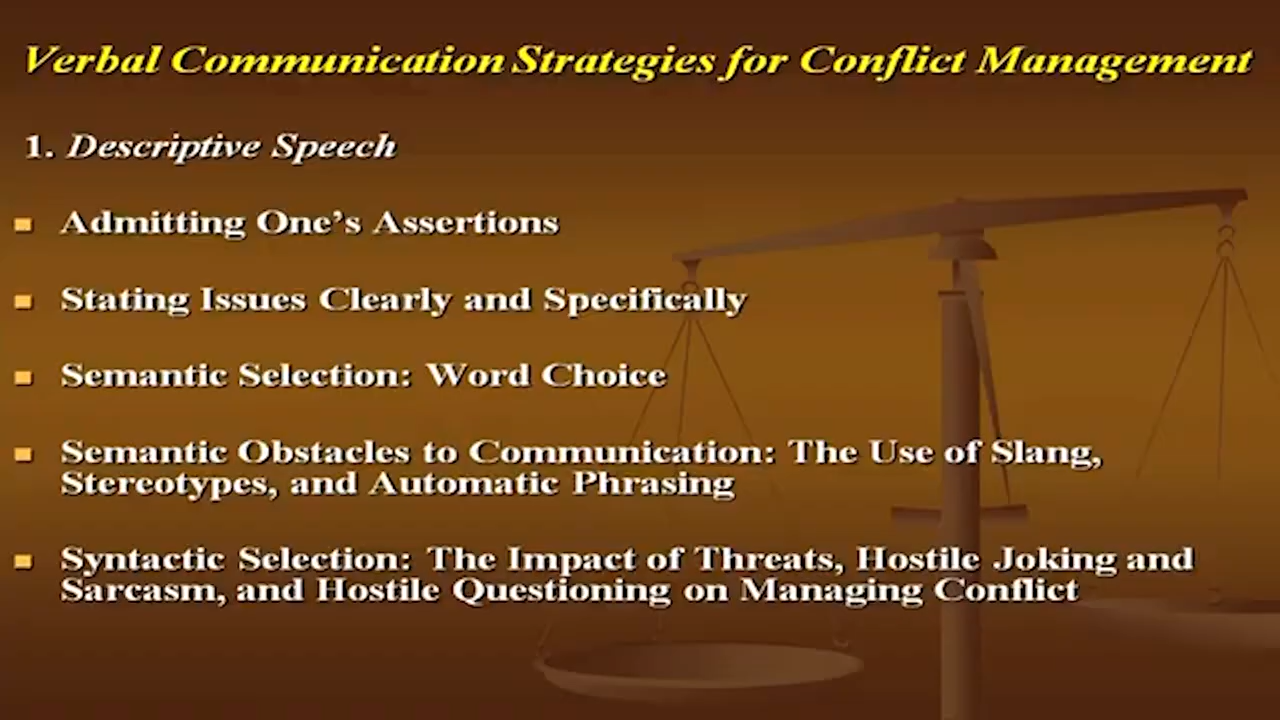 Verbal Communication Strategies for Conflict Management
1. Descriptive Speech
Admitting One's Assertions
Stating Issues Clearly and Specifically
Semantic Selection: Word Choice
Semantic Obstacles to Communication: The Use of Slang,
Stereotypes, and Automatic Phrasing
Syntactic Selection: The Impact of Threats, Hostile Joking and
Sarcasm, and Hostile Questioning on Managing Conflict